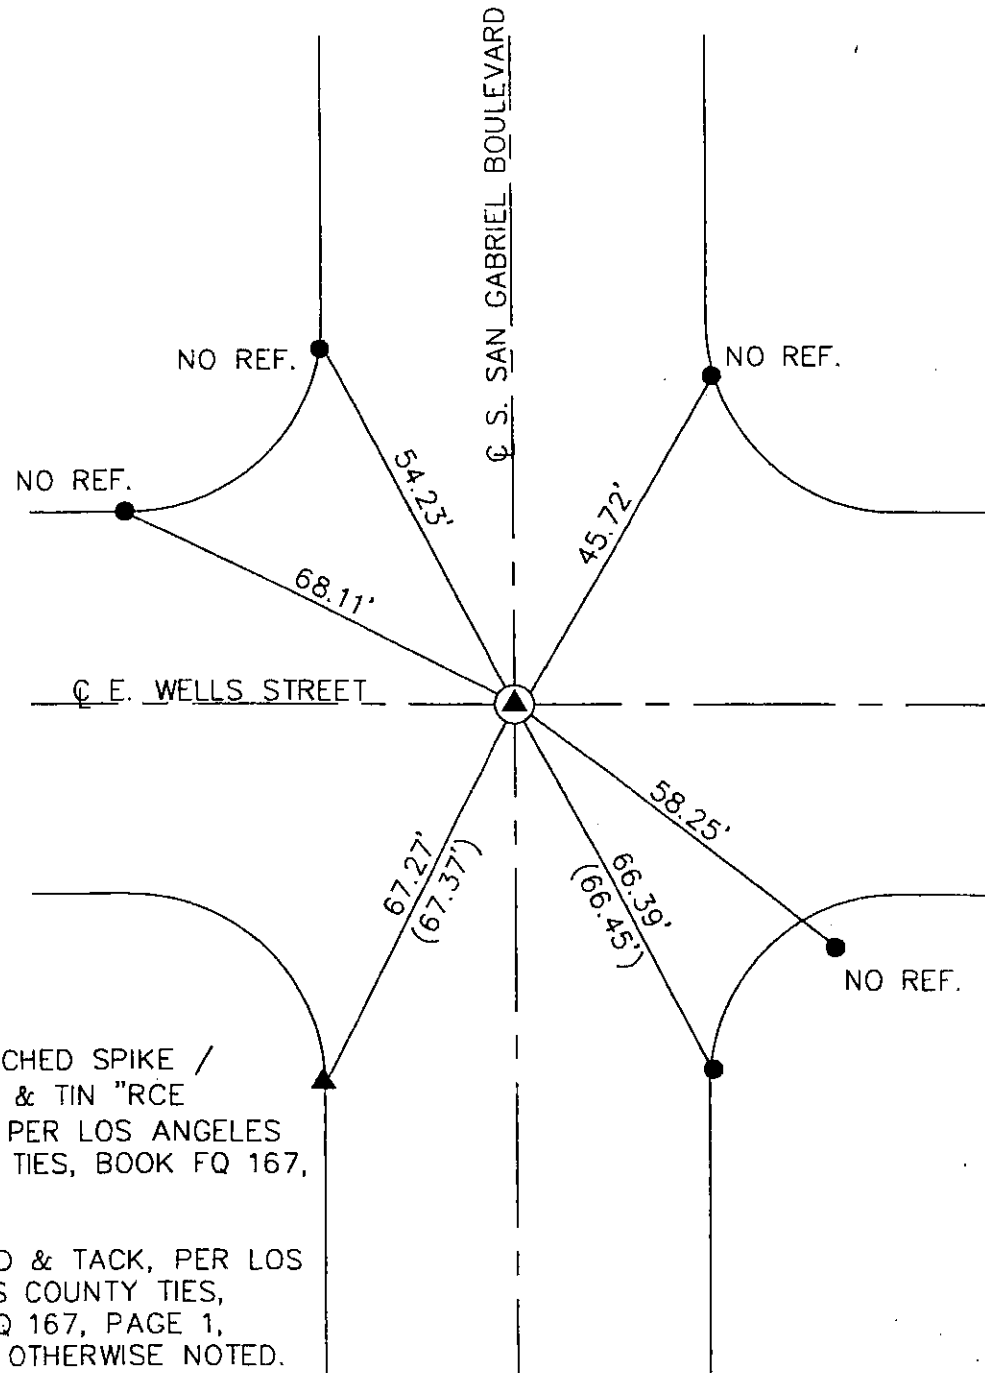 ℄ S. SAN GABRIEL BOULEVARD
NO REF.
NO REF.
NO REF.
54.23'
45.72'
68.11'
℄ E. WELLS STREET
58.25'
67.27'
(67.37')
66.39'
(66.45')
NO REF.
CHED SPIKE /
& TIN "RCE
PER LOS ANGELES
TIES, BOOK FQ 167,
D & TACK, PER LOS
S COUNTY TIES,
Q 167, PAGE 1,
OTHERWISE NOTED.